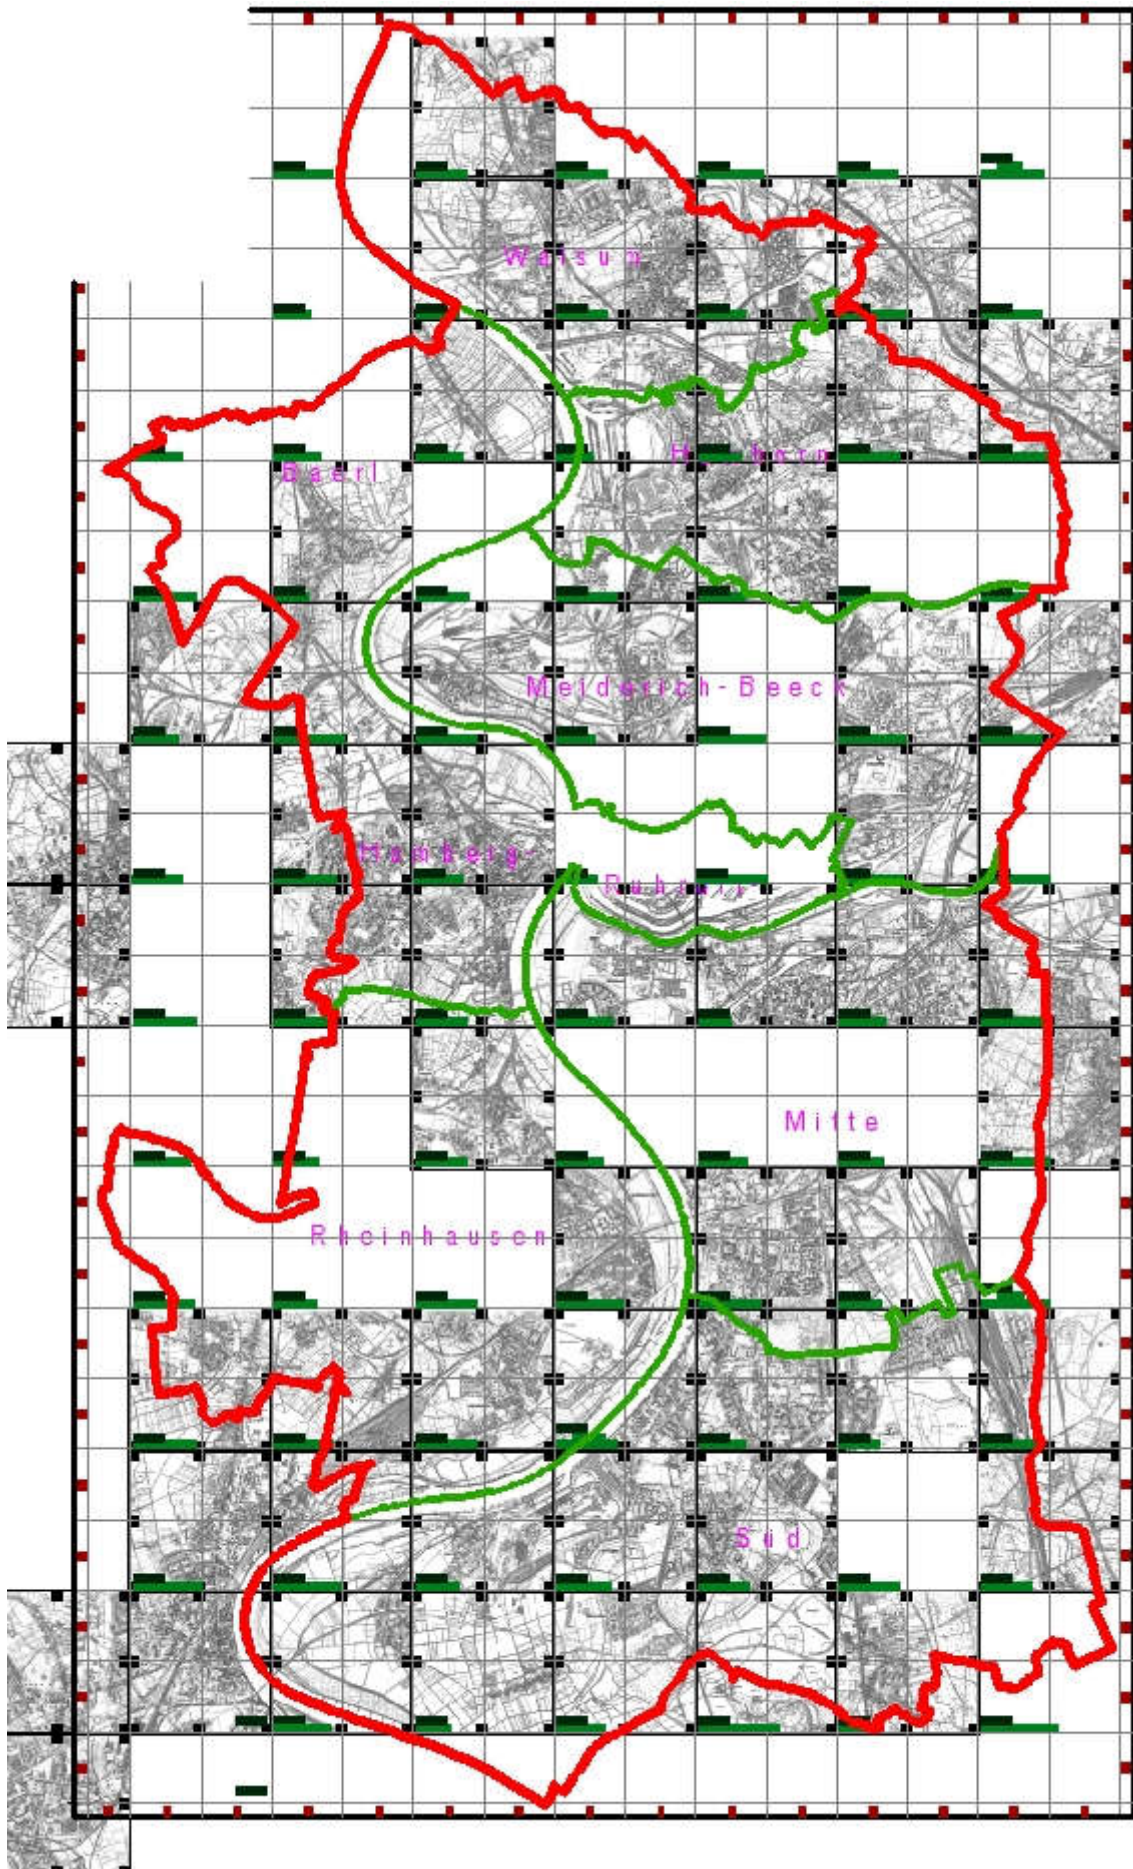 Walsum
Baerl
Meiderich-Beeck
Homberg-
Mitte
Rheinhausen
Süd